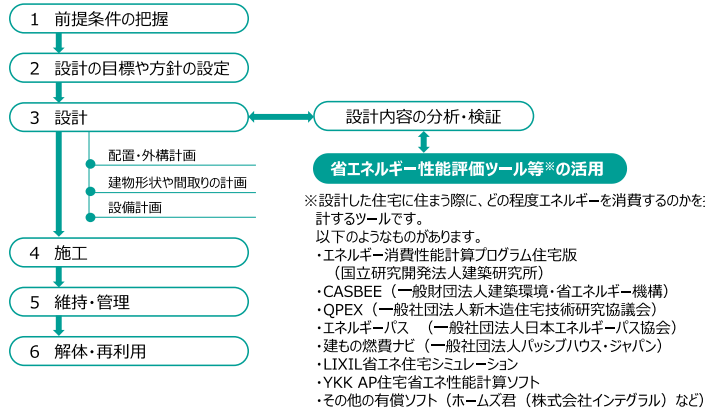 1 前提条件の把握
2 設計の目標や方針の設定
3 設計
配置・外構計画
建物形状や間取りの計画
設備計画
4 施工
5 維持・管理
6 解体・再利用
設計内容の分析・検証
省エネルギー性能評価ツール等※の活用
※設計した住宅に住まう際に、どの程度エネルギーを消費するのかを
計するツールです。
以下のようなものがあります。
・エネルギー消費性能計算プログラム住宅版
（国立研究開発法人建築研究所）
・CASBEE（一般財団法人建築環境・省エネルギー機構）
・QPEX（一般社団法人新木造住宅技術研究協議会）
・エネルギーパス （一般社団法人日本エネルギーパス協会）
・建もの燃費ナビ（一般社団法人パッシブハウス・ジャパン）
・LIXIL省エネ住宅シミュレーション
・YKK AP住宅省エネ性能計算ソフト
・その他の有償ソフト（ホームズ君（株式会社インテグラル）など）